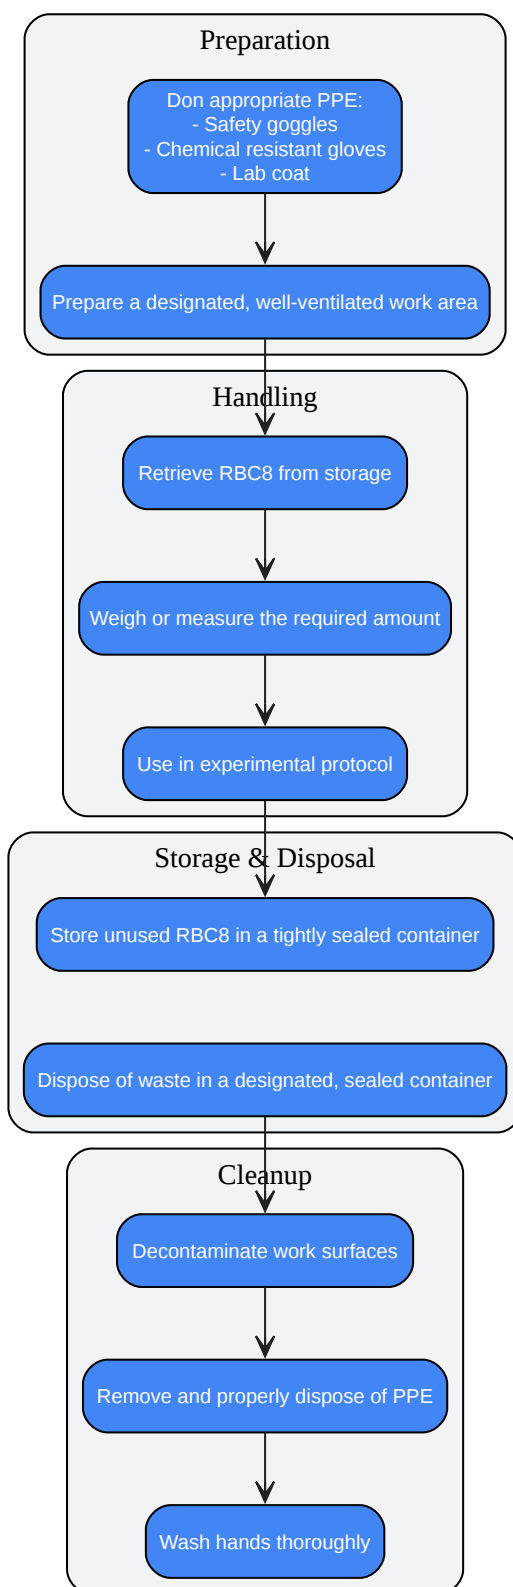 Preparation
Don appropriate PPE:
- Safety goggles
- Chemical resistant gloves
- Lab coat
Prepare a designated, well-ventilated work area
Handling
Retrieve RBC8 from storage
Weigh or measure the required amount
Use in experimental protocol
Storage & Disposal
Store unused RBC8 in a tightly sealed container
Dispose of waste in a designated, sealed container
Cleanup
Decontaminate work surfaces
Remove and properly dispose of PPE
Wash hands thoroughly